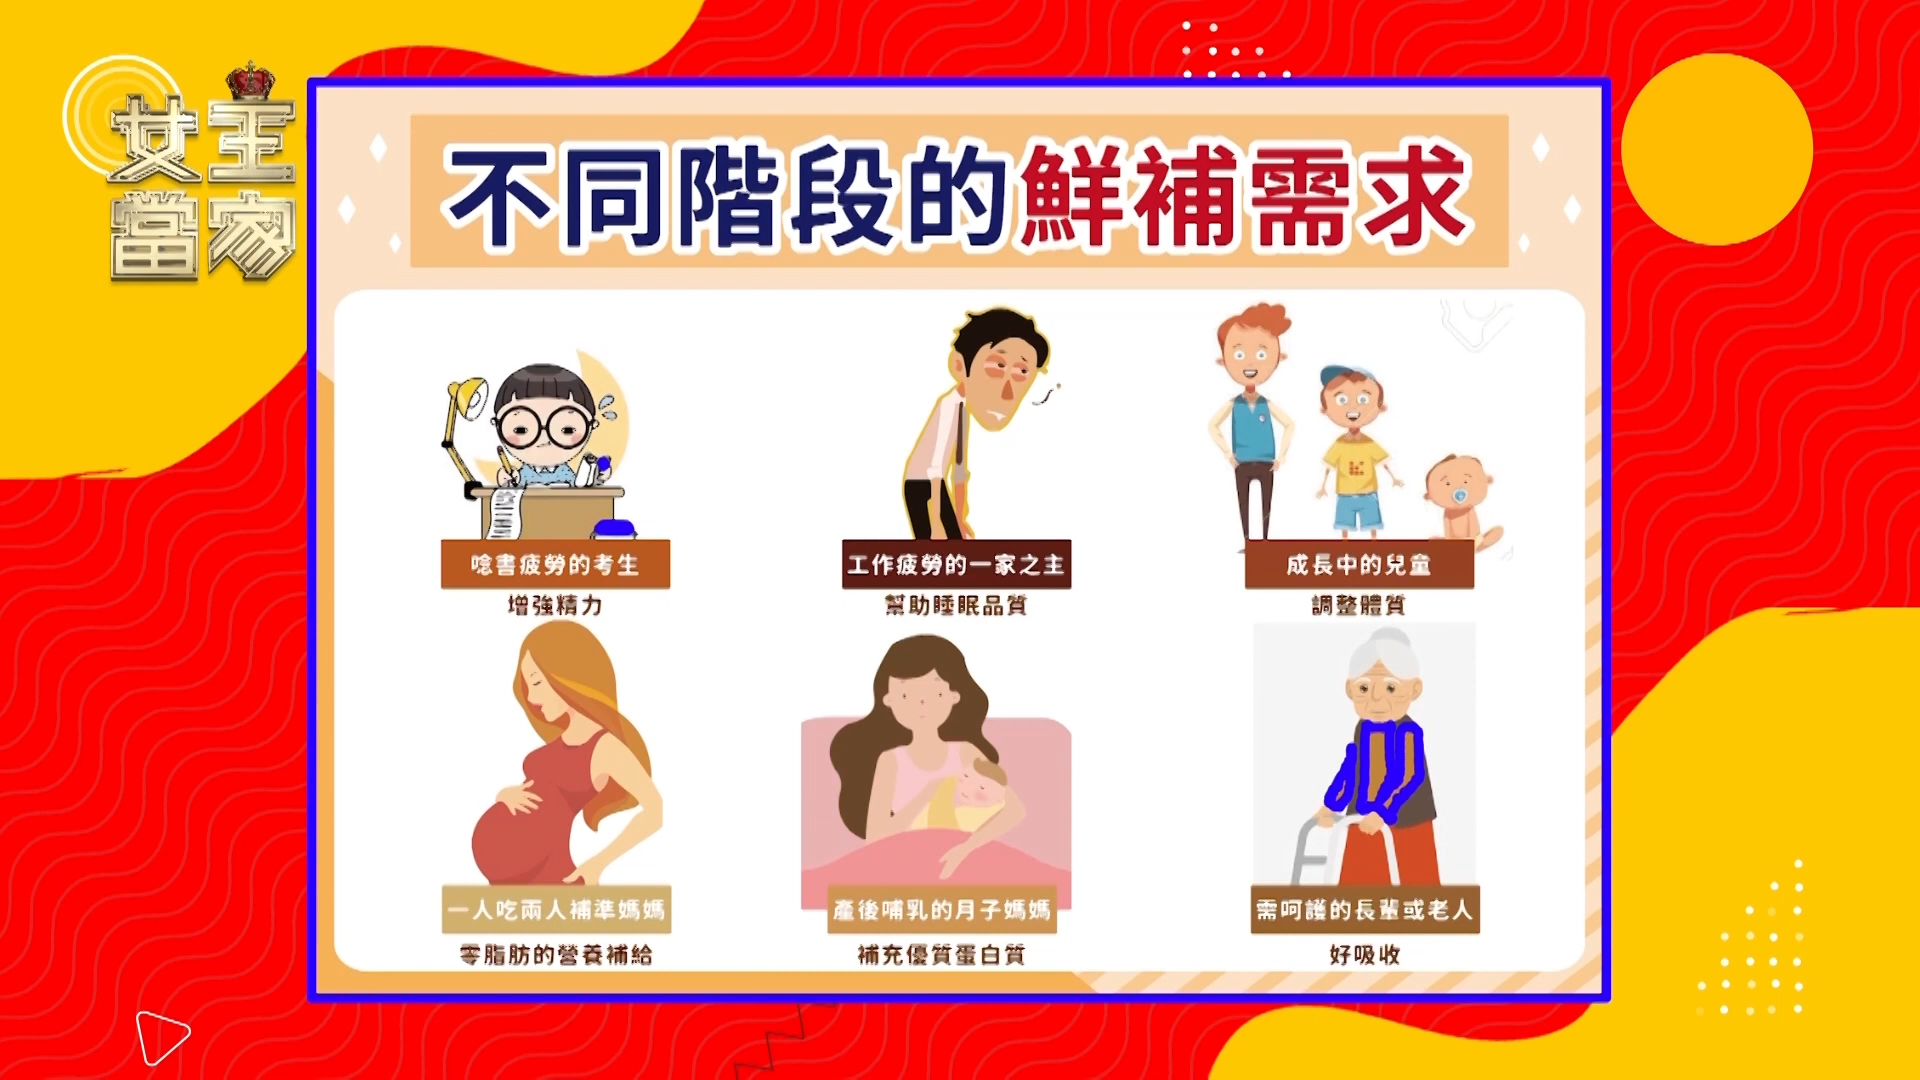 女王
當家
不同階段的鮮補需求
唸書疲勞的考生
增強精力
工作疲勞的一家之主
幫助睡眠品質
成長中的兒童
調整體質
一人吃兩人補準媽媽
零脂肪的營養補給
產後哺乳的月子媽媽
補充優質蛋白質
需呵護的長輩或老人
好吸收